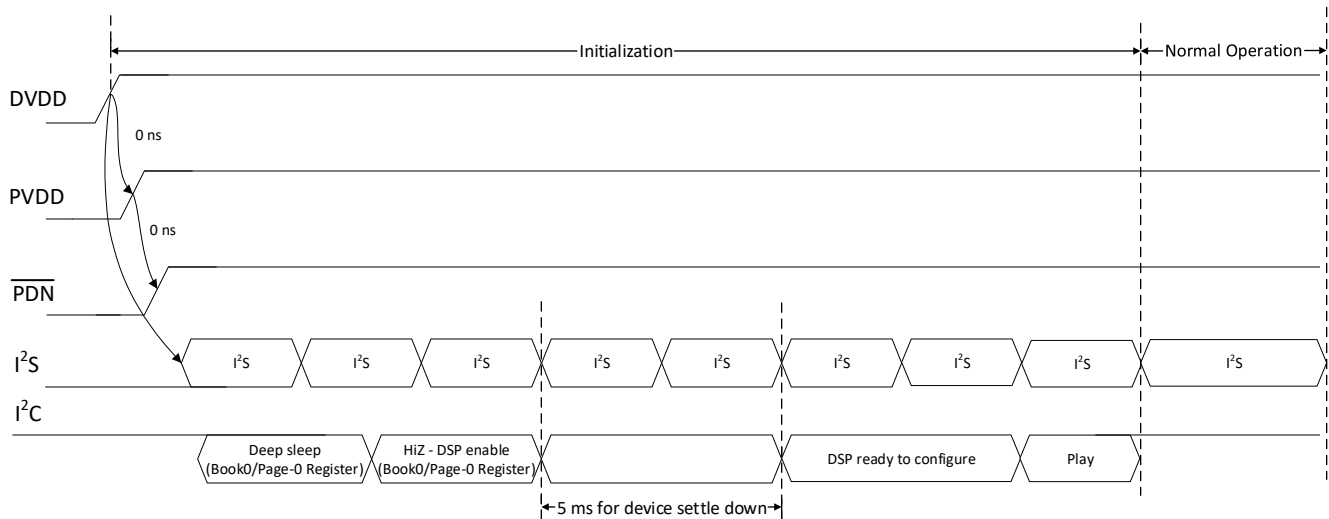 Initialization
Normal Operation
DVDD
0 ns
PVDD
0 ns
PDN
I²S
I²S
I²S
I²S
I²S
I²S
I²S
I²S
I²S
I²S
I²C
Deep sleep
(Book0/Page-0 Register)
HiZ - DSP enable
(Book0/Page-0 Register)
DSP ready to configure
Play
5 ms for device settle down